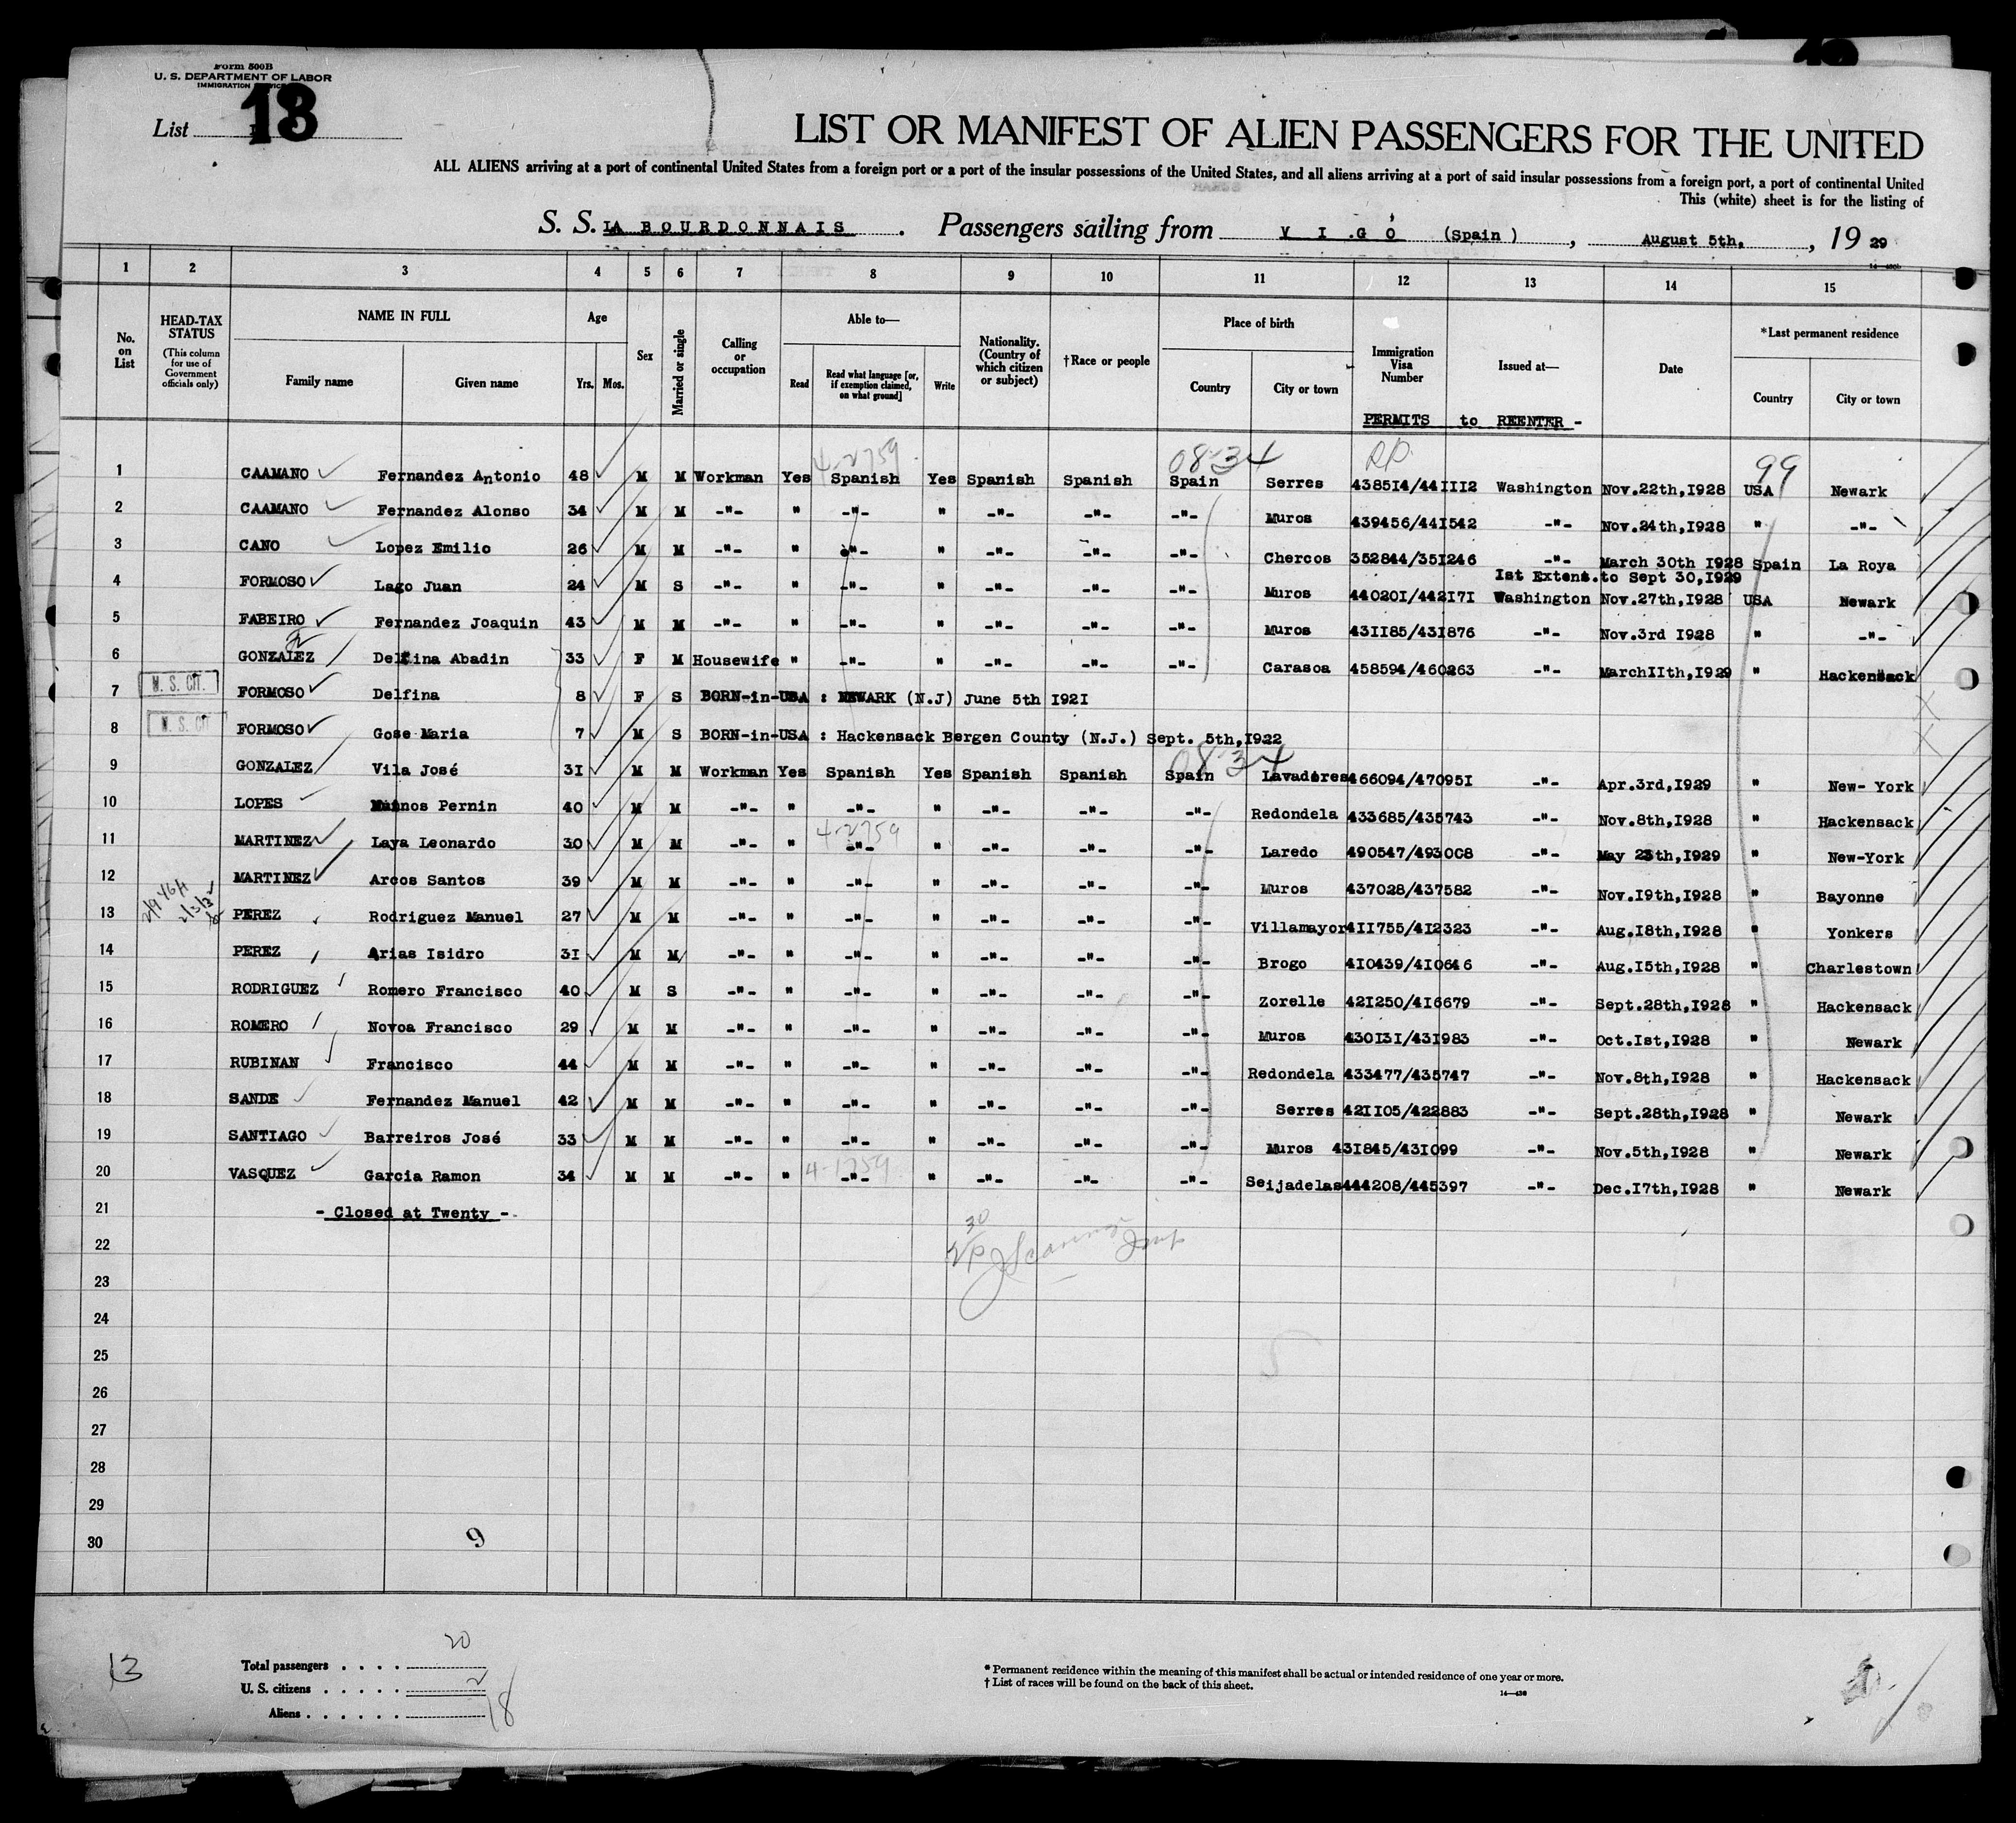 Form 500B
U. S. DEPARTMENT OF LABOR
IMMIGRATION SERVICE
List 13
LIST OR MANIFEST OF ALIEN PASSENGERS FOR THE UNITED
ALL ALIENS arriving at a port of continental United States from a foreign port or a port of the insular possessions of the United States, and all aliens arriving at a port of said insular possessions from a foreign port, a port of continental United
This (white) sheet is for the listing of
S. S. LA BOURDONNAIS . Passengers sailing from V I G O (Spain ) , August 5th, , 19 29
1 2 3 4 5 6 7 8 9 10 11 12 13 14 15
No. on List
HEAD-TAX STATUS (This column for use of Government officials only)
NAME IN FULL
Family name Given name
Age
Yrs. Mos.
Sex
Married or single
Calling or occupation
Able to—
Read Read what language [or, if exemption claimed, on what ground] Write
Nationality. (Country of which citizen or subject)
†Race or people
Place of birth
Country City or town
Immigration Visa Number
Issued at—
Date
*Last permanent residence
Country City or town
PERMITS to REENTER -
4-2759 08-34 RP. 99
1 CAAMANO Fernandez Antonio 48 M M Workman Yes Spanish Yes Spanish Spanish Spain Serres 438514/441112 Washington Nov.22th,1928 USA Newark
2 CAAMANO Fernandez Alonso 34 M M -"- " -"- " -"- -"- -"- Muros 439456/441542 -"- Nov.24th,1928 " -"-
3 CANO Lopez Emilio 26 M M -"- " -"- " -"- -"- -"- Chercos 352844/351246 -"- March 30th 1928 Spain La Roya
1st Extens.to Sept 30,1929
4 FORMOSO Lago Juan 24 M S -"- " -"- " -"- -"- -"- Muros 440201/442171 Washington Nov.27th,1928 USA Newark
5 FABEIRO Fernandez Joaquin 43 M M -"- " -"- " -"- -"- -"- Muros 431185/431876 -"- Nov.3rd 1928 " -"-
6 GONZALEZ Delfina Abadin 33 F M Housewife " -"- " -"- -"- -"- Carasoa 458594/460263 -"- March11th,1929 " Hackensack
U. S. CIT.
7 FORMOSO Delfina 8 F S BORN-in-USA : NEWARK (N.J) June 5th 1921
U. S. CIT
8 FORMOSO Gose Maria 7 M S BORN-in-USA : Hackensack Bergen County (N.J.) Sept. 5th,1922
08-34
9 GONZALEZ Vila José 31 M M Workman Yes Spanish Yes Spanish Spanish Spain Lavadores 466094/470951 -"- Apr.3rd,1929 " New- York
10 LOPES Mainos Pernin 40 M M -"- " -"- " -"- -"- -"- Redondela 433685/435743 -"- Nov.8th,1928 " Hackensack
4-2759
11 MARTINEZ Laya Leonardo 30 M M -"- " -"- " -"- -"- -"- Laredo 490547/493008 -"- May 23th,1929 " New-York
12 MARTINEZ Arcos Santos 39 M M -"- " -"- " -"- -"- -"- Muros 437028/437582 -"- Nov.19th,1928 " Bayonne
13 PEREZ Rodriguez Manuel 27 M M -"- " -"- " -"- -"- -"- Villamayor 411755/412323 -"- Aug.18th,1928 " Yonkers
14 PEREZ Arias Isidro 31 M M -"- " -"- " -"- -"- -"- Brogo 410439/410646 -"- Aug.15th,1928 " Charlestown
15 RODRIGUEZ Romero Francisco 40 M S -"- " -"- " -"- -"- -"- Zorelle 421250/416679 -"- Sept.28th,1928 " Hackensack
16 ROMERO Novoa Francisco 29 M M -"- " -"- " -"- -"- -"- Muros 430131/431983 -"- Oct.1st,1928 " Newark
17 RUBINAN Francisco 44 M M -"- " -"- " -"- -"- -"- Redondela 433477/435747 -"- Nov.8th,1928 " Hackensack
18 SANDE Fernandez Manuel 42 M M -"- " -"- " -"- -"- -"- Serres 421105/422883 -"- Sept.28th,1928 " Newark
19 SANTIAGO Barreiros José 33 M M -"- " -"- " -"- -"- -"- Muros 431845/431099 -"- Nov.5th,1928 " Newark
4-1759
20 VASQUEZ Garcia Ramon 34 M M -"- " -"- " -"- -"- -"- Seijadelas 444208/445397 -"- Dec.17th,1928 " Newark
21 - Closed at Twenty -
22
23
24
25
26
27
28
29
30
9
13
Total passengers . . . . 20
U. S. citizens . . . . . 2
Aliens . . . . . . 18
* Permanent residence within the meaning of this manifest shall be actual or intended residence of one year or more.
† List of races will be found on the back of this sheet.